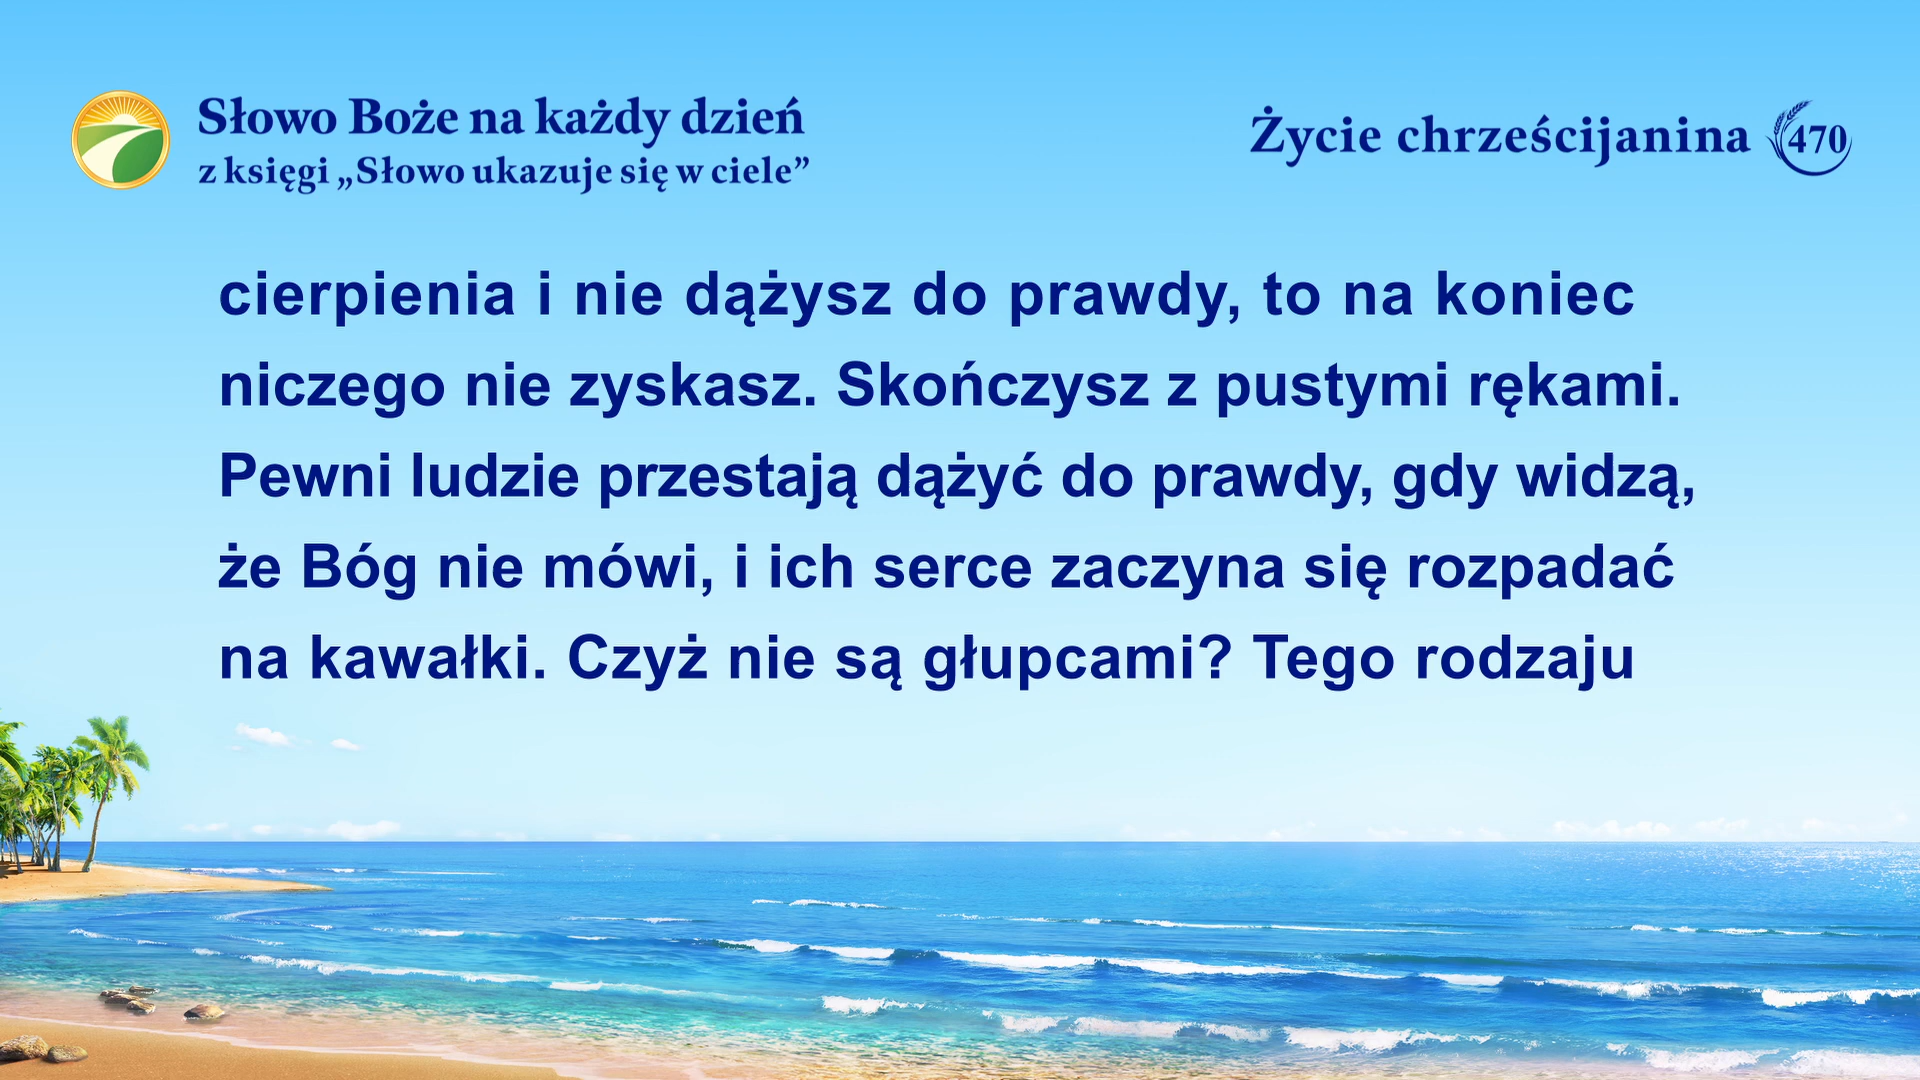 Słowo Boże na każdy dzień
z księgi „Słowo ukazuje się w ciele”
Życie chrześcijanina 470
cierpienia i nie dążysz do prawdy, to na koniec
niczego nie zyskasz. Skończysz z pustymi rękami.
Pewni ludzie przestają dążyć do prawdy, gdy widzą,
że Bóg nie mówi, i ich serce zaczyna się rozpadać
na kawałki. Czyż nie są głupcami? Tego rodzaju